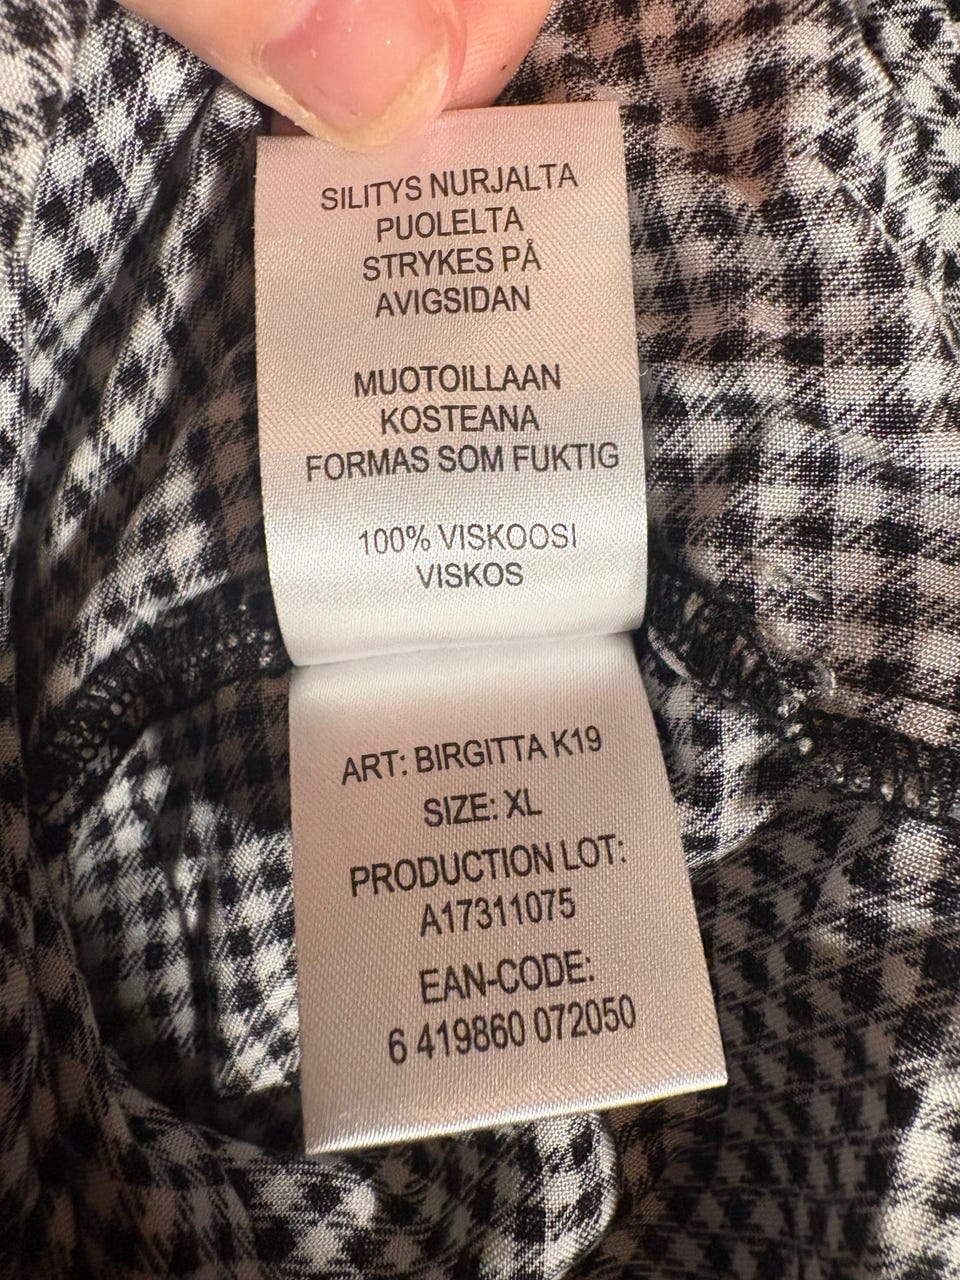 SILITYS NURJALTA
PUOLELTA
STRYKES PÅ
AVIGSIDAN
MUOTOILLAAN
KOSTEANA
FORMAS SOM FUKTIG
100% VISKOOSI
VISKOS
ART: BIRGITTA K19
SIZE: XL
PRODUCTION LOT:
A17311075
EAN-CODE:
6 419860 072050